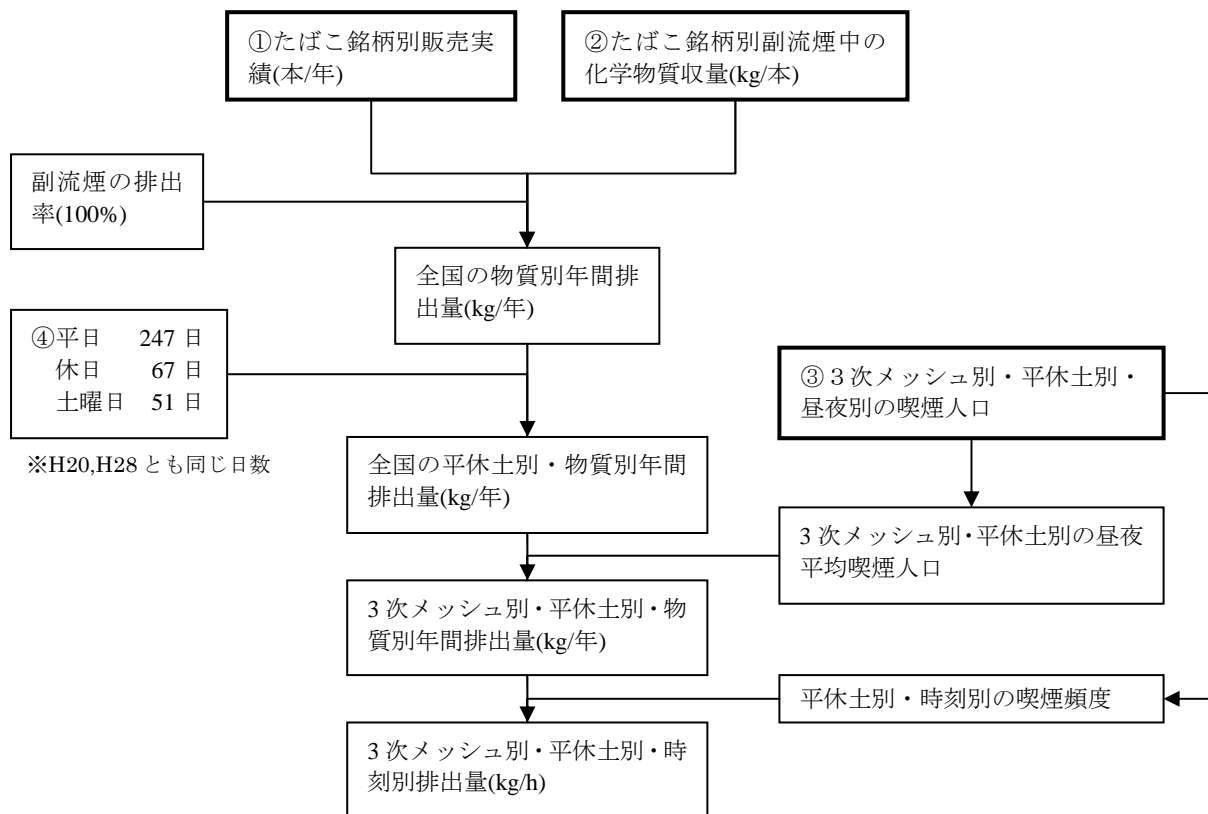 ①たばこ銘柄別販売実
績(本/年)
②たばこ銘柄別副流煙中の
化学物質収量(kg/本)
副流煙の排出
率(100%)
全国の物質別年間排
出量(kg/年)
④平日 247 日
休日 67 日
土曜日 51 日
※H20,H28 とも同じ日数
③３次メッシュ別・平休土別・
昼夜別の喫煙人口
全国の平休土別・物質別年間
排出量(kg/年)
3 次メッシュ別・平休土別の昼夜
平均喫煙人口
3 次メッシュ別・平休土別・物
質別年間排出量(kg/年)
平休土別・時刻別の喫煙頻度
3 次メッシュ別・平休土別・時
刻別排出量(kg/h)